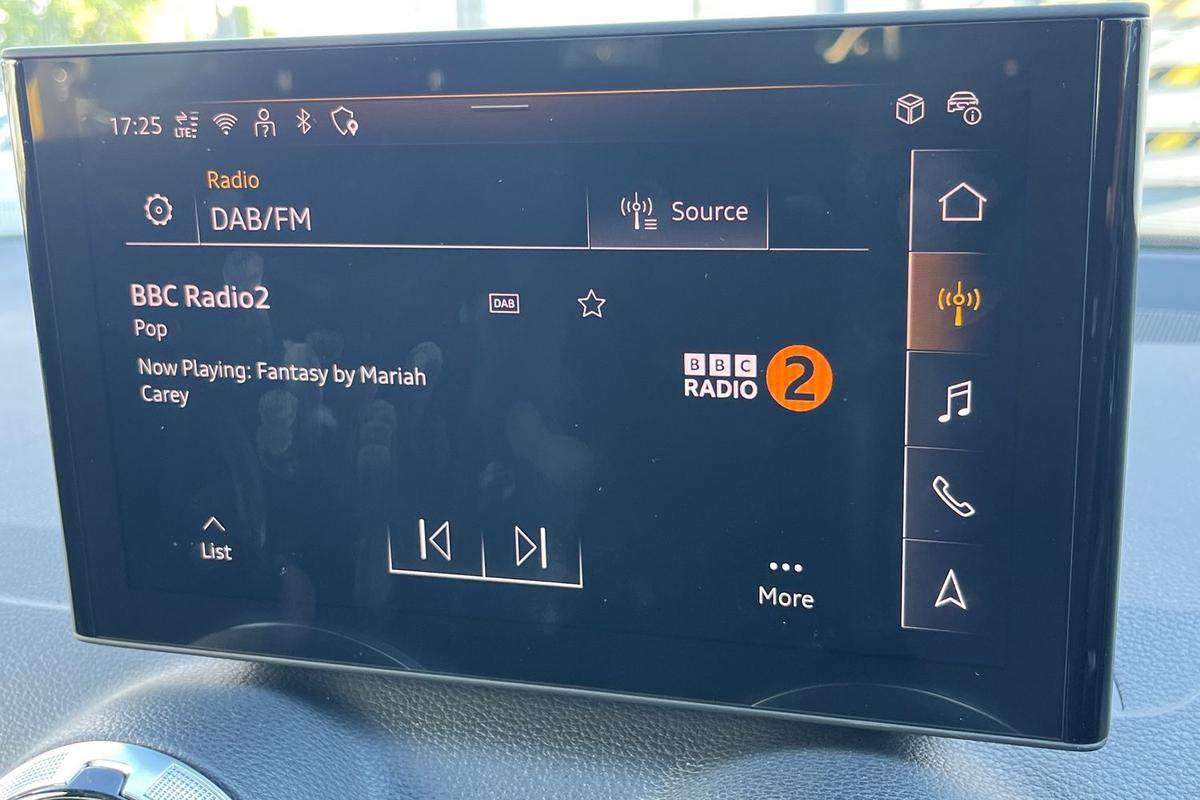 17:25 LTE
Radio
DAB/FM
Source
BBC Radio2
DAB
Pop
Now Playing: Fantasy by Mariah
Carey
BBC
RADIO 2
List
More